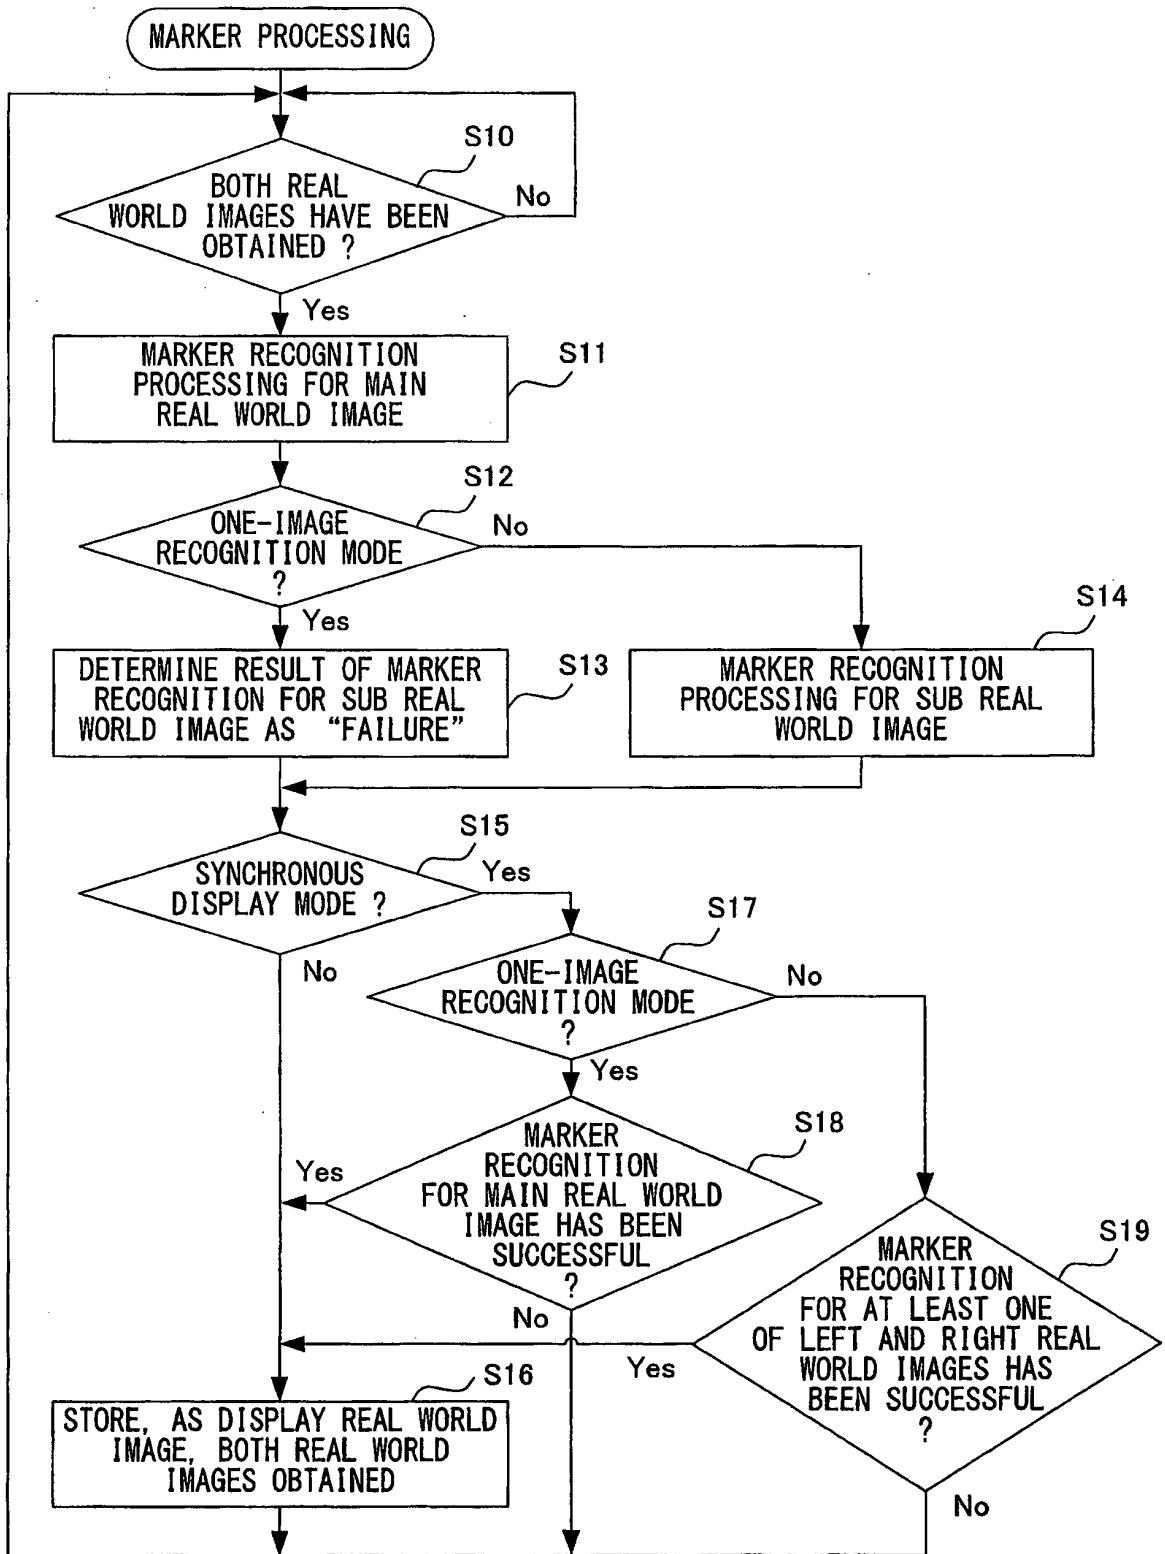 MARKER PROCESSING
S10
BOTH REAL
WORLD IMAGES HAVE BEEN
OBTAINED ?
No
Yes
MARKER RECOGNITION
PROCESSING FOR MAIN
REAL WORLD IMAGE
S11
S12
ONE-IMAGE
RECOGNITION MODE
?
No
Yes
DETERMINE RESULT OF MARKER
RECOGNITION FOR SUB REAL
WORLD IMAGE AS “FAILURE”
S13
S14
MARKER RECOGNITION
PROCESSING FOR SUB REAL
WORLD IMAGE
S15
SYNCHRONOUS
DISPLAY MODE ?
Yes
No
S17
ONE-IMAGE
RECOGNITION MODE
?
No
Yes
S18
MARKER
RECOGNITION
FOR MAIN REAL WORLD
IMAGE HAS BEEN
SUCCESSFUL
?
Yes
No
S19
MARKER
RECOGNITION
FOR AT LEAST ONE
OF LEFT AND RIGHT REAL
WORLD IMAGES HAS
BEEN SUCCESSFUL
?
Yes
No
S16
STORE, AS DISPLAY REAL WORLD
IMAGE, BOTH REAL WORLD
IMAGES OBTAINED